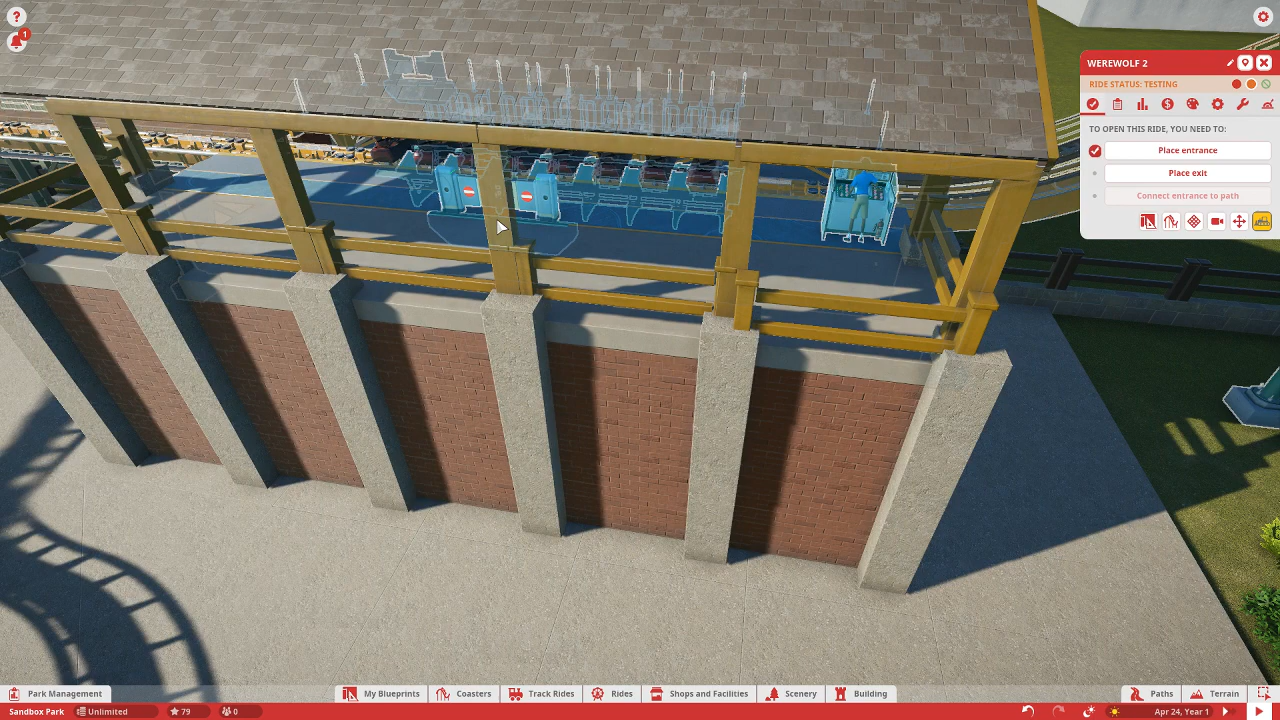 ?
1
WEREWOLF 2
RIDE STATUS: TESTING
TO OPEN THIS RIDE, YOU NEED TO:
Place entrance
Place exit
Connect entrance to path
Park Management
My Blueprints
Coasters
Track Rides
Rides
Shops and Facilities
Scenery
Building
Paths
Terrain
Sandbox Park
Unlimited
79
0
Apr 24, Year 1